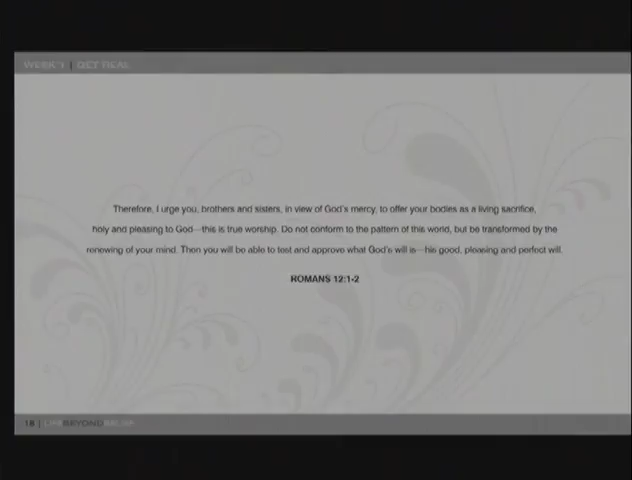 WEEK 1 | GET REAL
Therefore, I urge you, brothers and sisters, in view of God's mercy, to offer your bodies as a living sacrifice,
holy and pleasing to God—this is true worship. Do not conform to the pattern of this world, but be transformed by the
renewing of your mind. Then you will be able to test and approve what God's will is—his good, pleasing and perfect will.
ROMANS 12:1-2
18 | LIFEBEYONDBELIEF